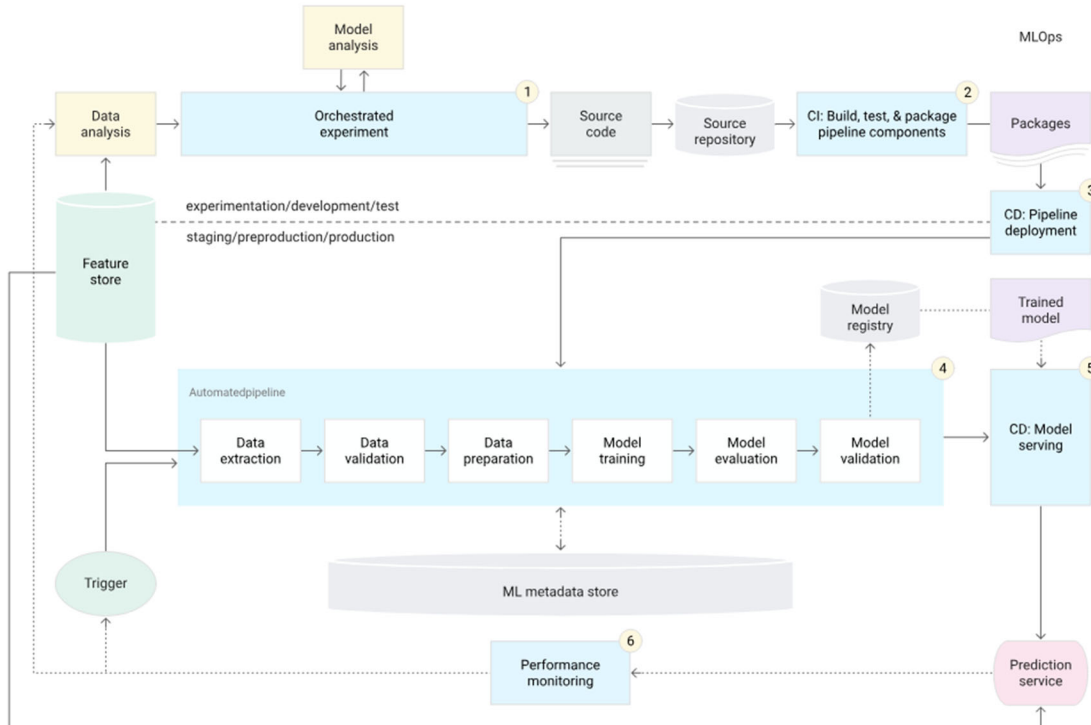 Model
analysis
MLOps
1
2
Data
analysis
Orchestrated
experiment
Source
code
Source
repository
CI: Build, test, & package
pipeline components
Packages
3
experimentation/development/test
staging/preproduction/production
CD: Pipeline
deployment
Feature
store
Model
registry
Trained
model
4
5
Automatedpipeline
Data
extraction
Data
validation
Data
preparation
Model
training
Model
evaluation
Model
validation
CD: Model
serving
Trigger
ML metadata store
6
Performance
monitoring
Prediction
service